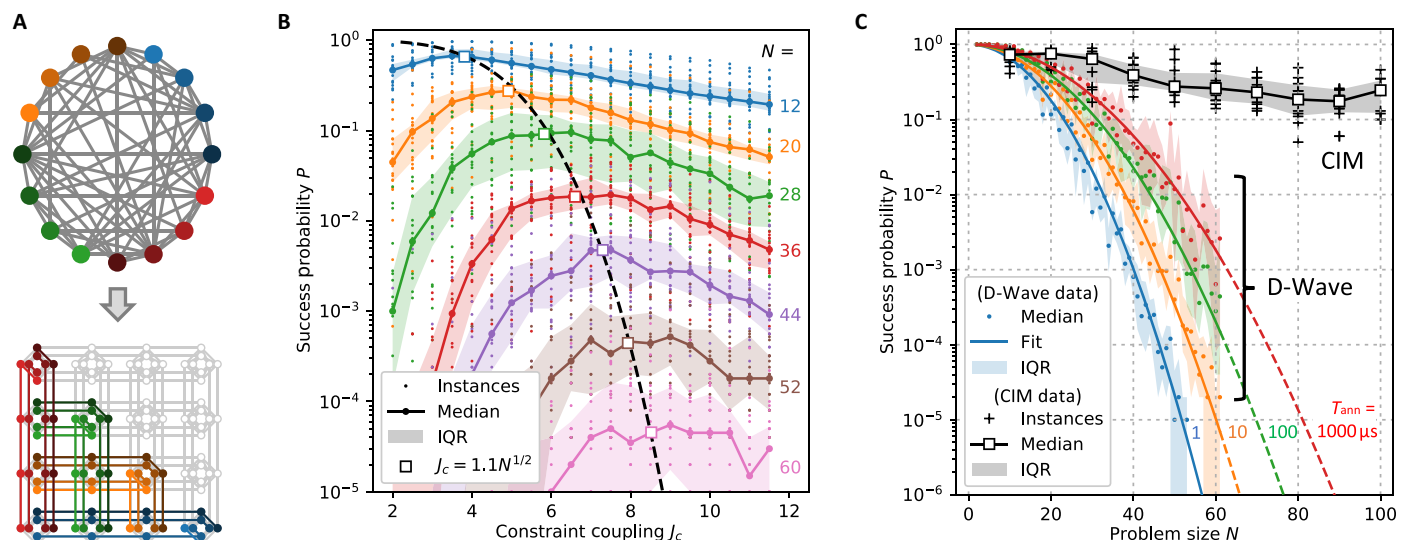 A
B
Success probability P
10⁰
10⁻¹
10⁻²
10⁻³
10⁻⁴
10⁻⁵
N =
12
20
28
36
44
52
60
Instances
Median
IQR
J_c = 1.1N^{1/2}
2
4
6
8
10
12
Constraint coupling J_c
C
Success probability P
10⁰
10⁻¹
10⁻²
10⁻³
10⁻⁴
10⁻⁵
10⁻⁶
CIM
D-Wave
(D-Wave data)
Median
Fit
IQR
(CIM data)
Instances
Median
IQR
T_ann =
1
10
100
1000 μs
0
20
40
60
80
100
Problem size N